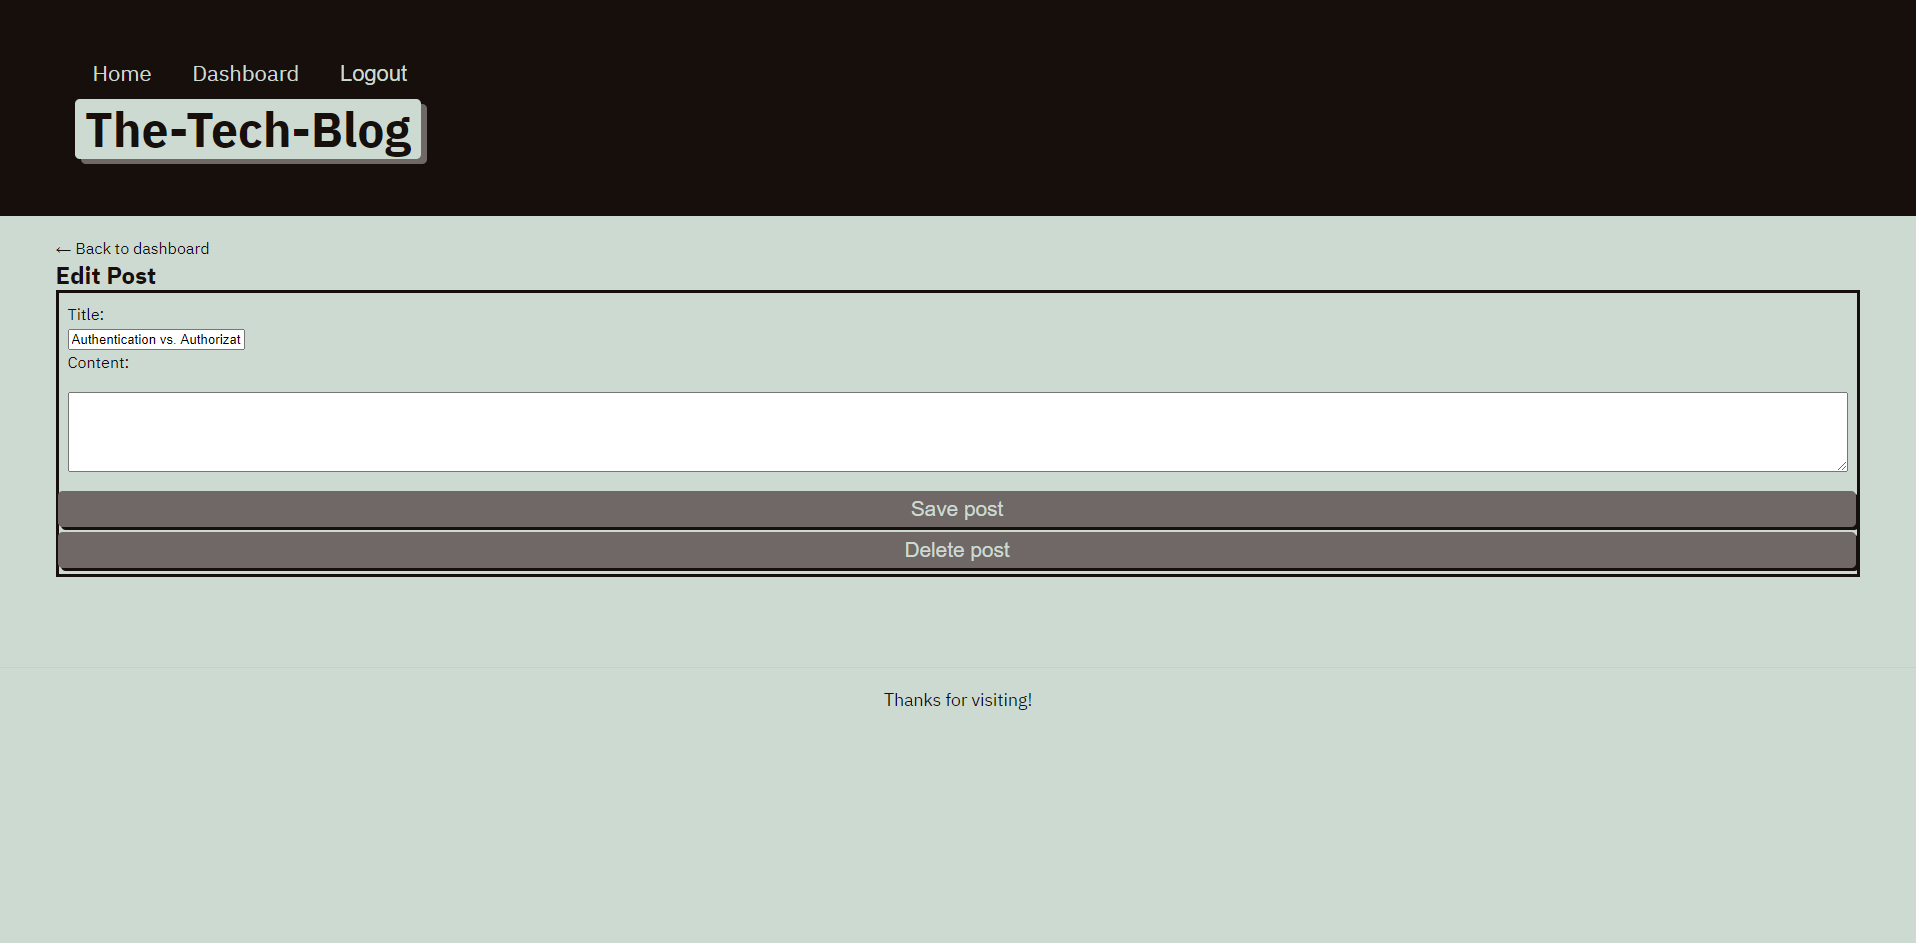 Home Dashboard Logout
The-Tech-Blog
← Back to dashboard
Edit Post
Title:
Authentication vs. Authorizat
Content:
Save post
Delete post
Thanks for visiting!